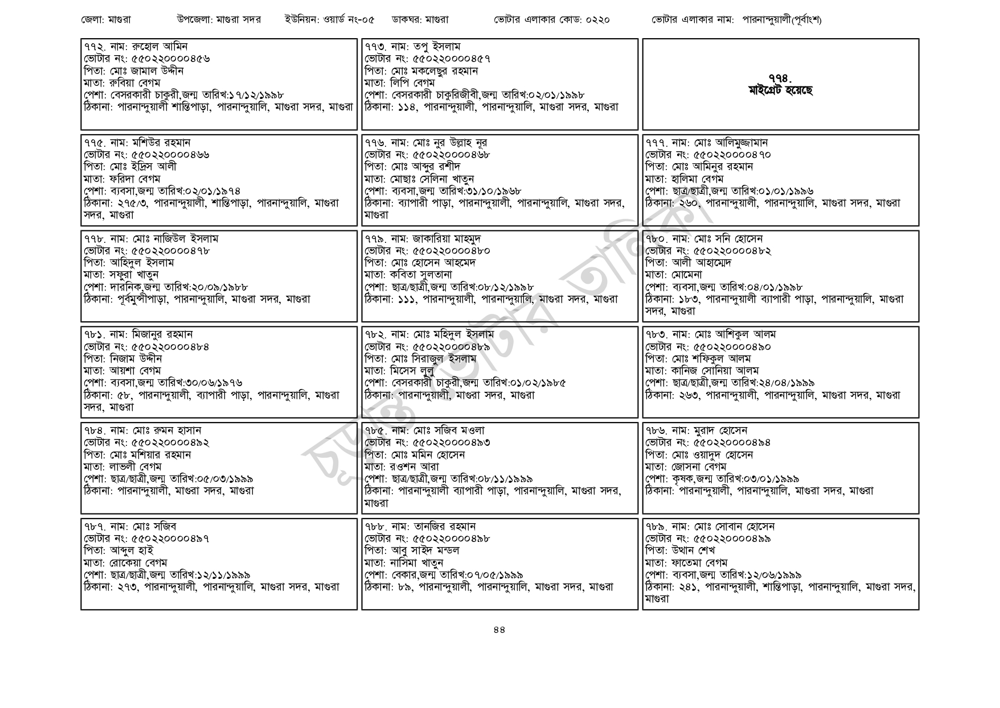 জেলা: মাগুরা উপজেলা: মাগুরা সদর ইউনিয়ন: ওয়ার্ড নং-০৫ ডাকঘর: মাগুরা ভোটার এলাকার কোড: ০২২০ ভোটার এলাকার নাম: পারনান্দুয়ালী(পূর্বাংশ)
৭৭২. নাম: রুহোল আমিন
ভোটার নং: ৫৫০২২০০০০৪৫৬
পিতা: মোঃ জামাল উদ্দীন
মাতা: রুবিয়া বেগম
পেশা: বেসরকারী চাকুরী,জন্ম তারিখ:১৭/১২/১৯৯৮
ঠিকানা: পারনান্দুয়ালী শান্তিপাড়া, পারনান্দুয়ালি, মাগুরা সদর, মাগুরা
৭৭৩. নাম: তপু ইসলাম
ভোটার নং: ৫৫০২২০০০০৪৫৭
পিতা: মোঃ মকলেছুর রহমান
মাতা: লিপি বেগম
পেশা: বেসরকারী চাকুরিজীবী,জন্ম তারিখ:০২/০১/১৯৯৮
ঠিকানা: ১১৪, পারনান্দুয়ালী, পারনান্দুয়ালি, মাগুরা সদর, মাগুরা
৭৭৪.
মাইগ্রেট হয়েছে
৭৭৫. নাম: মশিউর রহমান
ভোটার নং: ৫৫০২২০০০০৪৬৬
পিতা: মোঃ ইদ্রিস আলী
মাতা: ফরিদা বেগম
পেশা: ব্যবসা,জন্ম তারিখ:০২/০১/১৯৭৪
ঠিকানা: ২৭৫/৩, পারনান্দুয়ালী, শান্তিপাড়া, পারনান্দুয়ালি, মাগুরা
সদর, মাগুরা
৭৭৬. নাম: মোঃ নুর উল্লাহ নূর
ভোটার নং: ৫৫০২২০০০০৪৬৮
পিতা: মোঃ আব্দুর রশীদ
মাতা: মোছাঃ সেলিনা খাতুন
পেশা: ব্যবসা,জন্ম তারিখ:৩১/১০/১৯৬৮
ঠিকানা: ব্যাপারী পাড়া, পারনান্দুয়ালী, পারনান্দুয়ালি, মাগুরা সদর,
মাগুরা
৭৭৭. নাম: মোঃ আলিমুজ্জামান
ভোটার নং: ৫৫০২২০০০০৪৭০
পিতা: মোঃ আমিনুর রহমান
মাতা: হালিমা বেগম
পেশা: ছাত্র/ছাত্রী,জন্ম তারিখ:০১/০১/১৯৯৬
ঠিকানা: ২৬০, পারনান্দুয়ালী, পারনান্দুয়ালি, মাগুরা সদর, মাগুরা
৭৭৮. নাম: মোঃ নাজিউল ইসলাম
ভোটার নং: ৫৫০২২০০০০৪৭৮
পিতা: আহিদুল ইসলাম
মাতা: সফুরা খাতুন
পেশা: দারনিক,জন্ম তারিখ:২০/০৯/১৯৮৮
ঠিকানা: পূর্বমুন্সীপাড়া, পারনান্দুয়ালি, মাগুরা সদর, মাগুরা
৭৭৯. নাম: জাকারিয়া মাহমুদ
ভোটার নং: ৫৫০২২০০০০৪৮০
পিতা: মোঃ হোসেন আহমেদ
মাতা: কবিতা সুলতানা
পেশা: ছাত্র/ছাত্রী,জন্ম তারিখ:০৮/১২/১৯৯৮
ঠিকানা: ১১১, পারনান্দুয়ালী, পারনান্দুয়ালি, মাগুরা সদর, মাগুরা
৭৮০. নাম: মোঃ সনি হোসেন
ভোটার নং: ৫৫০২২০০০০৪৮২
পিতা: আলী আহাম্মেদ
মাতা: মোমেনা
পেশা: ব্যবসা,জন্ম তারিখ:০৪/০১/১৯৯৮
ঠিকানা: ১৮৩, পারনান্দুয়ালী ব্যাপারী পাড়া, পারনান্দুয়ালি, মাগুরা
সদর, মাগুরা
৭৮১. নাম: মিজানুর রহমান
ভোটার নং: ৫৫০২২০০০০৪৮৪
পিতা: নিজাম উদ্দীন
মাতা: আয়শা বেগম
পেশা: ব্যবসা,জন্ম তারিখ:৩০/০৬/১৯৭৬
ঠিকানা: ৫৮, পারনান্দুয়ালী, ব্যাপারী পাড়া, পারনান্দুয়ালি, মাগুরা
সদর, মাগুরা
৭৮২. নাম: মোঃ মহিদুল ইসলাম
ভোটার নং: ৫৫০২২০০০০৪৮৯
পিতা: মোঃ সিরাজুল ইসলাম
মাতা: মিসেস লুলু
পেশা: বেসরকারী চাকুরী,জন্ম তারিখ:০১/০২/১৯৮৫
ঠিকানা: পারনান্দুয়ালী, মাগুরা সদর, মাগুরা
৭৮৩. নাম: মোঃ আশিকুল আলম
ভোটার নং: ৫৫০২২০০০০৪৯০
পিতা: মোঃ শফিকুল আলম
মাতা: কানিজ সোনিয়া আলম
পেশা: ছাত্র/ছাত্রী,জন্ম তারিখ:২৪/০৪/১৯৯৯
ঠিকানা: ২৬৩, পারনান্দুয়ালী, পারনান্দুয়ালি, মাগুরা সদর, মাগুরা
৭৮৪. নাম: মোঃ রুমন হাসান
ভোটার নং: ৫৫০২২০০০০৪৯২
পিতা: মোঃ মশিয়ার রহমান
মাতা: লাভলী বেগম
পেশা: ছাত্র/ছাত্রী,জন্ম তারিখ:০৫/০৩/১৯৯৯
ঠিকানা: পারনান্দুয়ালী, মাগুরা সদর, মাগুরা
৭৮৫. নাম: মোঃ সজিব মওলা
ভোটার নং: ৫৫০২২০০০০৪৯৩
পিতা: মোঃ মমিন হোসেন
মাতা: রওশন আরা
পেশা: ছাত্র/ছাত্রী,জন্ম তারিখ:০৮/১১/১৯৯৯
ঠিকানা: পারনান্দুয়ালী ব্যাপারী পাড়া, পারনান্দুয়ালি, মাগুরা সদর,
মাগুরা
৭৮৬. নাম: মুরাদ হোসেন
ভোটার নং: ৫৫০২২০০০০৪৯৪
পিতা: মোঃ ওয়াদুদ হোসেন
মাতা: জোসনা বেগম
পেশা: কৃষক,জন্ম তারিখ:০৩/০১/১৯৯৯
ঠিকানা: পারনান্দুয়ালী, পারনান্দুয়ালি, মাগুরা সদর, মাগুরা
৭৮৭. নাম: মোঃ সজিব
ভোটার নং: ৫৫০২২০০০০৪৯৭
পিতা: আব্দুল হাই
মাতা: রোকেয়া বেগম
পেশা: ছাত্র/ছাত্রী,জন্ম তারিখ:১২/১১/১৯৯৯
ঠিকানা: ২৭৩, পারনান্দুয়ালী, পারনান্দুয়ালি, মাগুরা সদর, মাগুরা
৭৮৮. নাম: তানজির রহমান
ভোটার নং: ৫৫০২২০০০০৪৯৮
পিতা: আবু সাইদ মন্ডল
মাতা: নাসিমা খাতুন
পেশা: বেকার,জন্ম তারিখ:০৭/০৫/১৯৯৯
ঠিকানা: ৮৯, পারনান্দুয়ালী, পারনান্দুয়ালি, মাগুরা সদর, মাগুরা
৭৮৯. নাম: মোঃ সোবান হোসেন
ভোটার নং: ৫৫০২২০০০০৪৯৯
পিতা: উত্থান শেখ
মাতা: ফাতেমা বেগম
পেশা: ব্যবসা,জন্ম তারিখ:১২/০৬/১৯৯৯
ঠিকানা: ২৪১, পারনান্দুয়ালী, শান্তিপাড়া, পারনান্দুয়ালি, মাগুরা সদর,
মাগুরা
চূড়ান্ত ভোটার তালিকা
৪৪